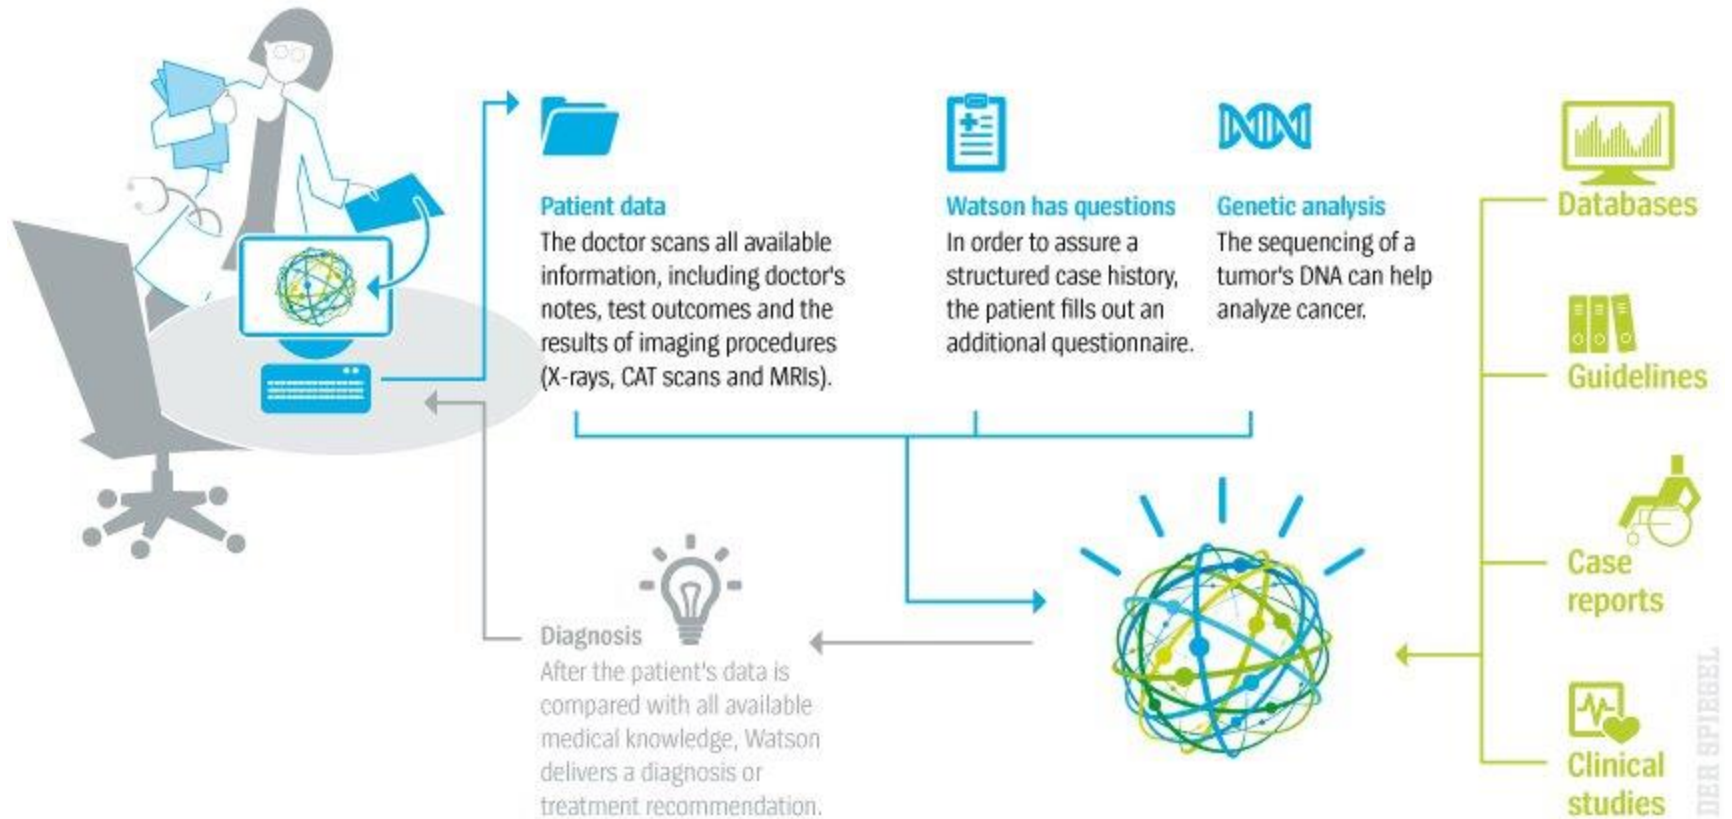 Patient data
The doctor scans all available
information, including doctor's
notes, test outcomes and the
results of imaging procedures
(X-rays, CAT scans and MRIs).
Watson has questions
In order to assure a
structured case history,
the patient fills out an
additional questionnaire.
Genetic analysis
The sequencing of a
tumor's DNA can help
analyze cancer.
Databases
Guidelines
Case
reports
Clinical
studies
Diagnosis
After the patient's data is
compared with all available
medical knowledge, Watson
delivers a diagnosis or
treatment recommendation.
DER SPIEGEL